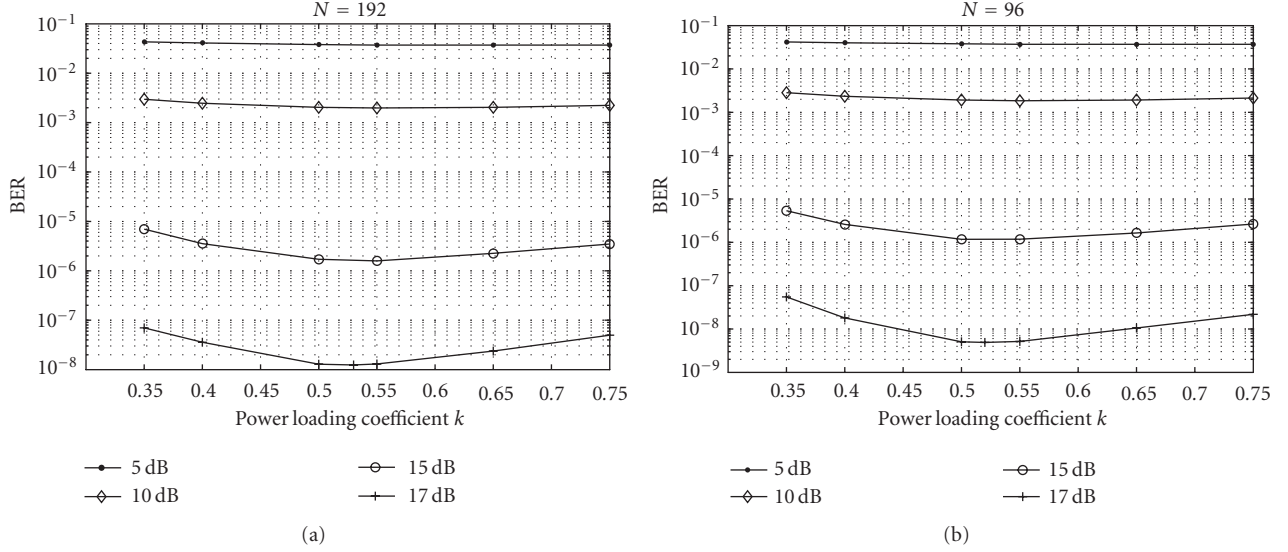 N = 192
10⁻¹
10⁻²
10⁻³
10⁻⁴
10⁻⁵
10⁻⁶
10⁻⁷
10⁻⁸
BER
0.35 0.4 0.45 0.5 0.55 0.6 0.65 0.7 0.75
Power loading coefficient k
5 dB
10 dB
15 dB
17 dB
(a)
N = 96
10⁻¹
10⁻²
10⁻³
10⁻⁴
10⁻⁵
10⁻⁶
10⁻⁷
10⁻⁸
10⁻⁹
BER
0.35 0.4 0.45 0.5 0.55 0.6 0.65 0.7 0.75
Power loading coefficient k
5 dB
10 dB
15 dB
17 dB
(b)